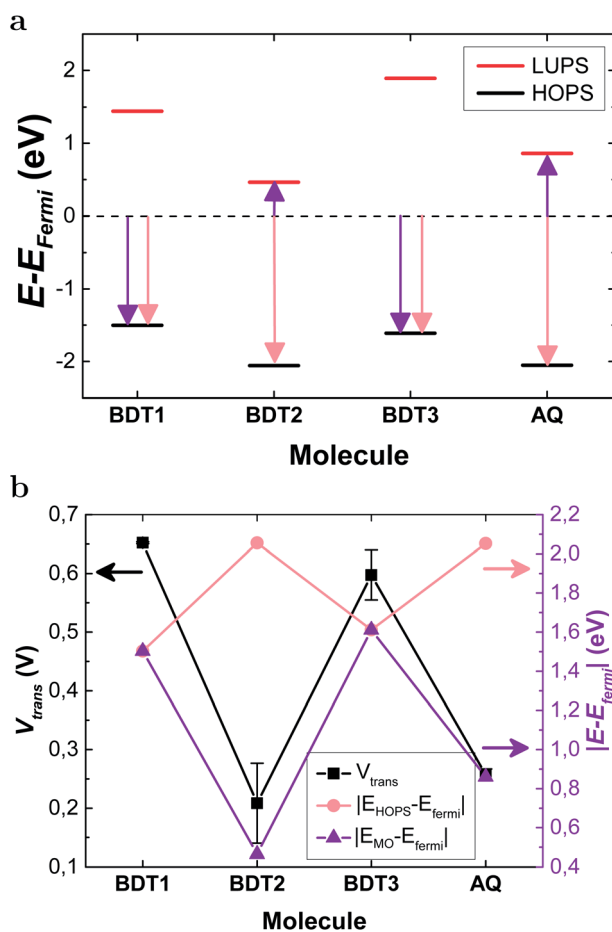 a
LUPS
HOPS
2
1
0
-1
-2
E-E_Fermi (eV)
BDT1 BDT2 BDT3 AQ
Molecule
b
0,7
0,6
0,5
0,4
0,3
0,2
0,1
V_trans (V)
2,2
2,0
1,8
1,6
1,4
1,2
1,0
0,8
0,6
0,4
|E-E_fermi| (eV)
V_trans
|E_HOPS-E_fermi|
|E_MO-E_fermi|
BDT1 BDT2 BDT3 AQ
Molecule